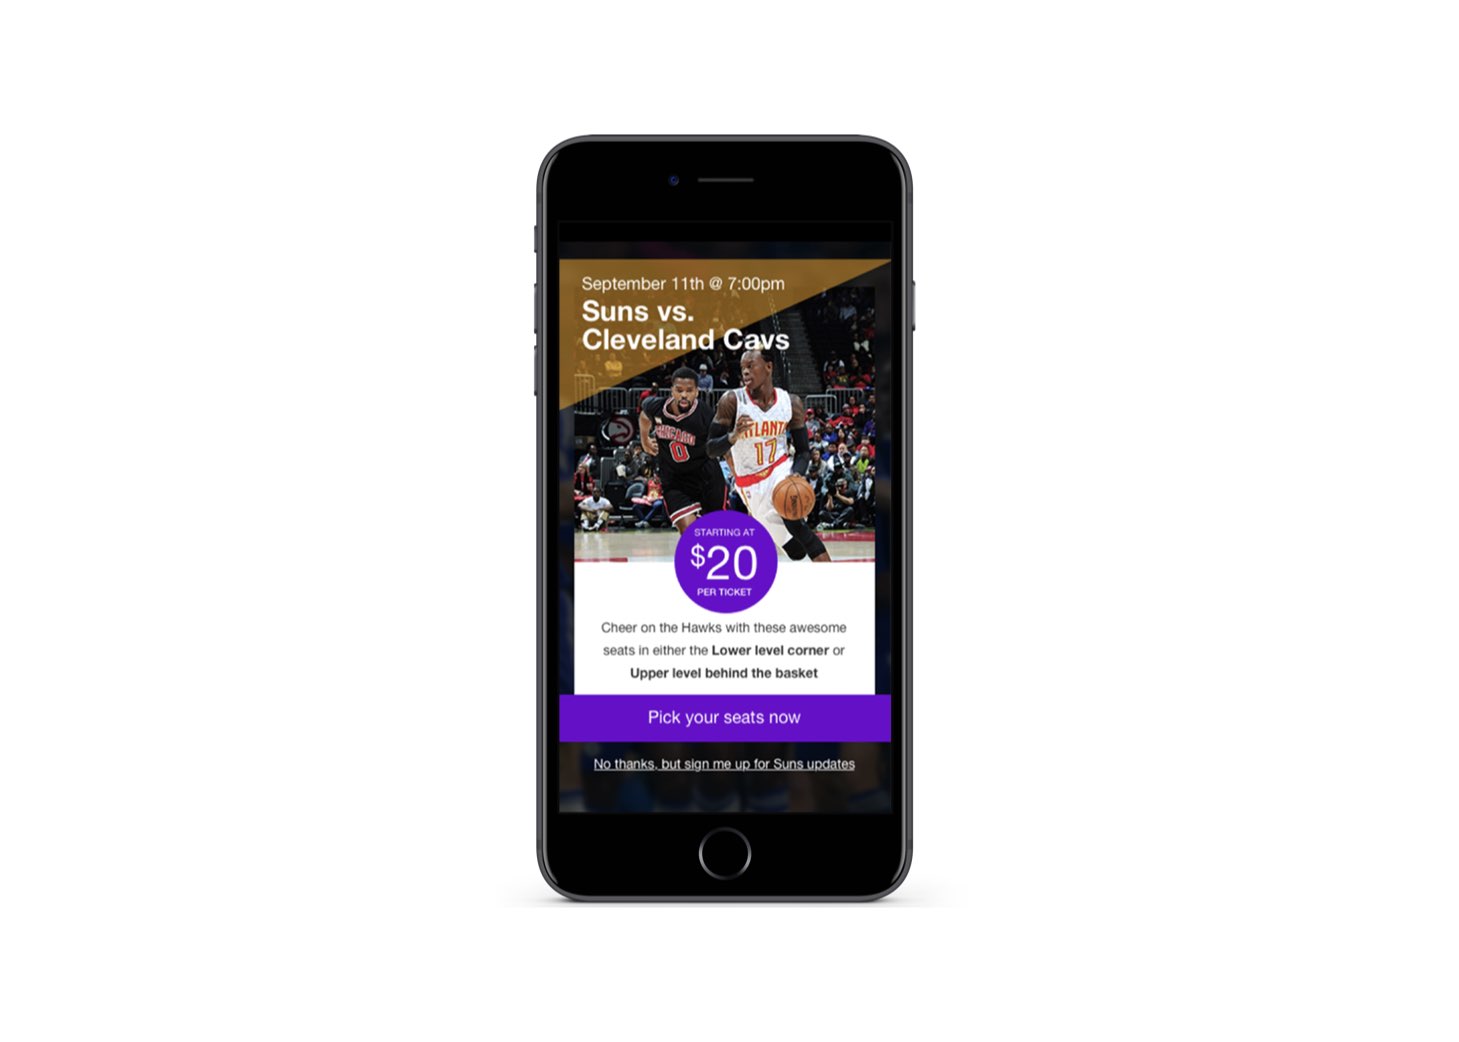 September 11th @ 7:00pm
Suns vs.
Cleveland Cavs
CHICAGO
0
ATLANTA
17
STARTING AT
$20
PER TICKET
Cheer on the Hawks with these awesome
seats in either the Lower level corner or
Upper level behind the basket
Pick your seats now
No thanks, but sign me up for Suns updates